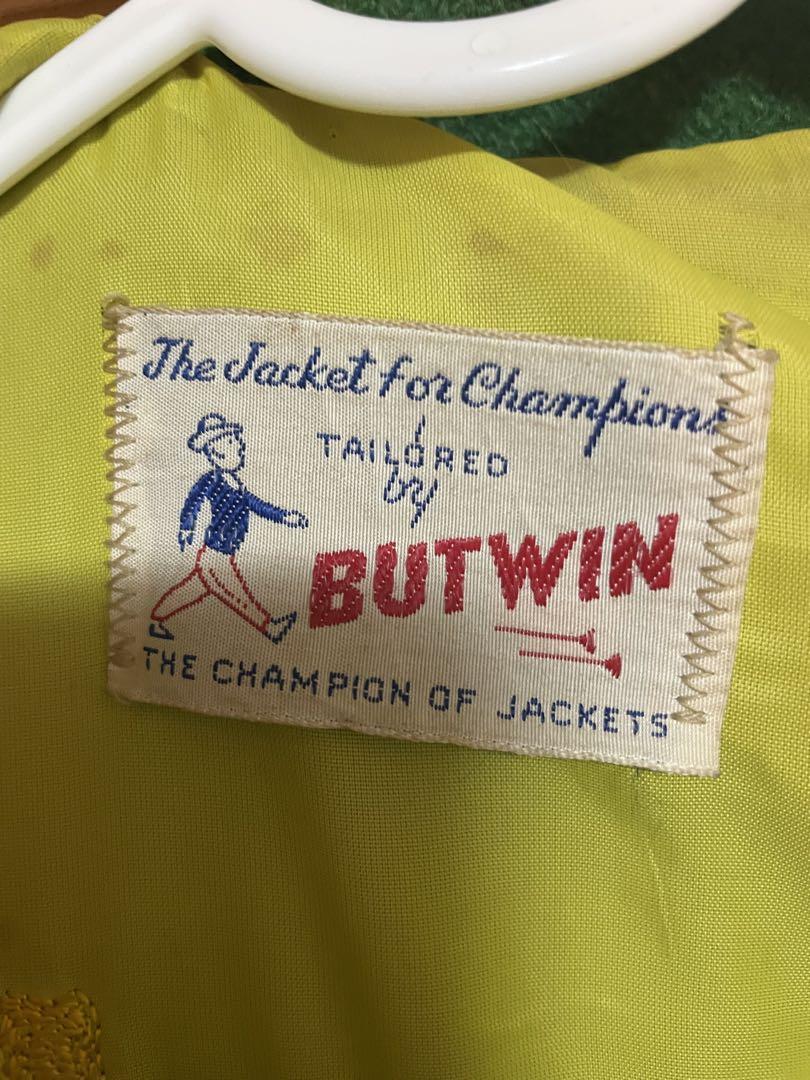 The Jacket for Champions
TAILORED
by
BUTWIN
THE CHAMPION OF JACKETS